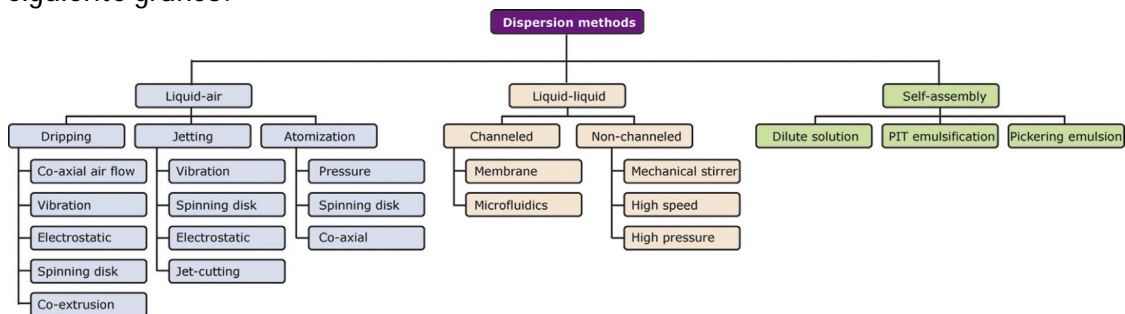 siguiente gráfico:
Dispersion methods
Liquid-air
Liquid-liquid
Self-assembly
Dripping
Jetting
Atomization
Channeled
Non-channeled
Dilute solution
PIT emulsification
Pickering emulsion
Co-axial air flow
Vibration
Electrostatic
Spinning disk
Co-extrusion
Vibration
Spinning disk
Electrostatic
Jet-cutting
Pressure
Spinning disk
Co-axial
Membrane
Microfluidics
Mechanical stirrer
High speed
High pressure